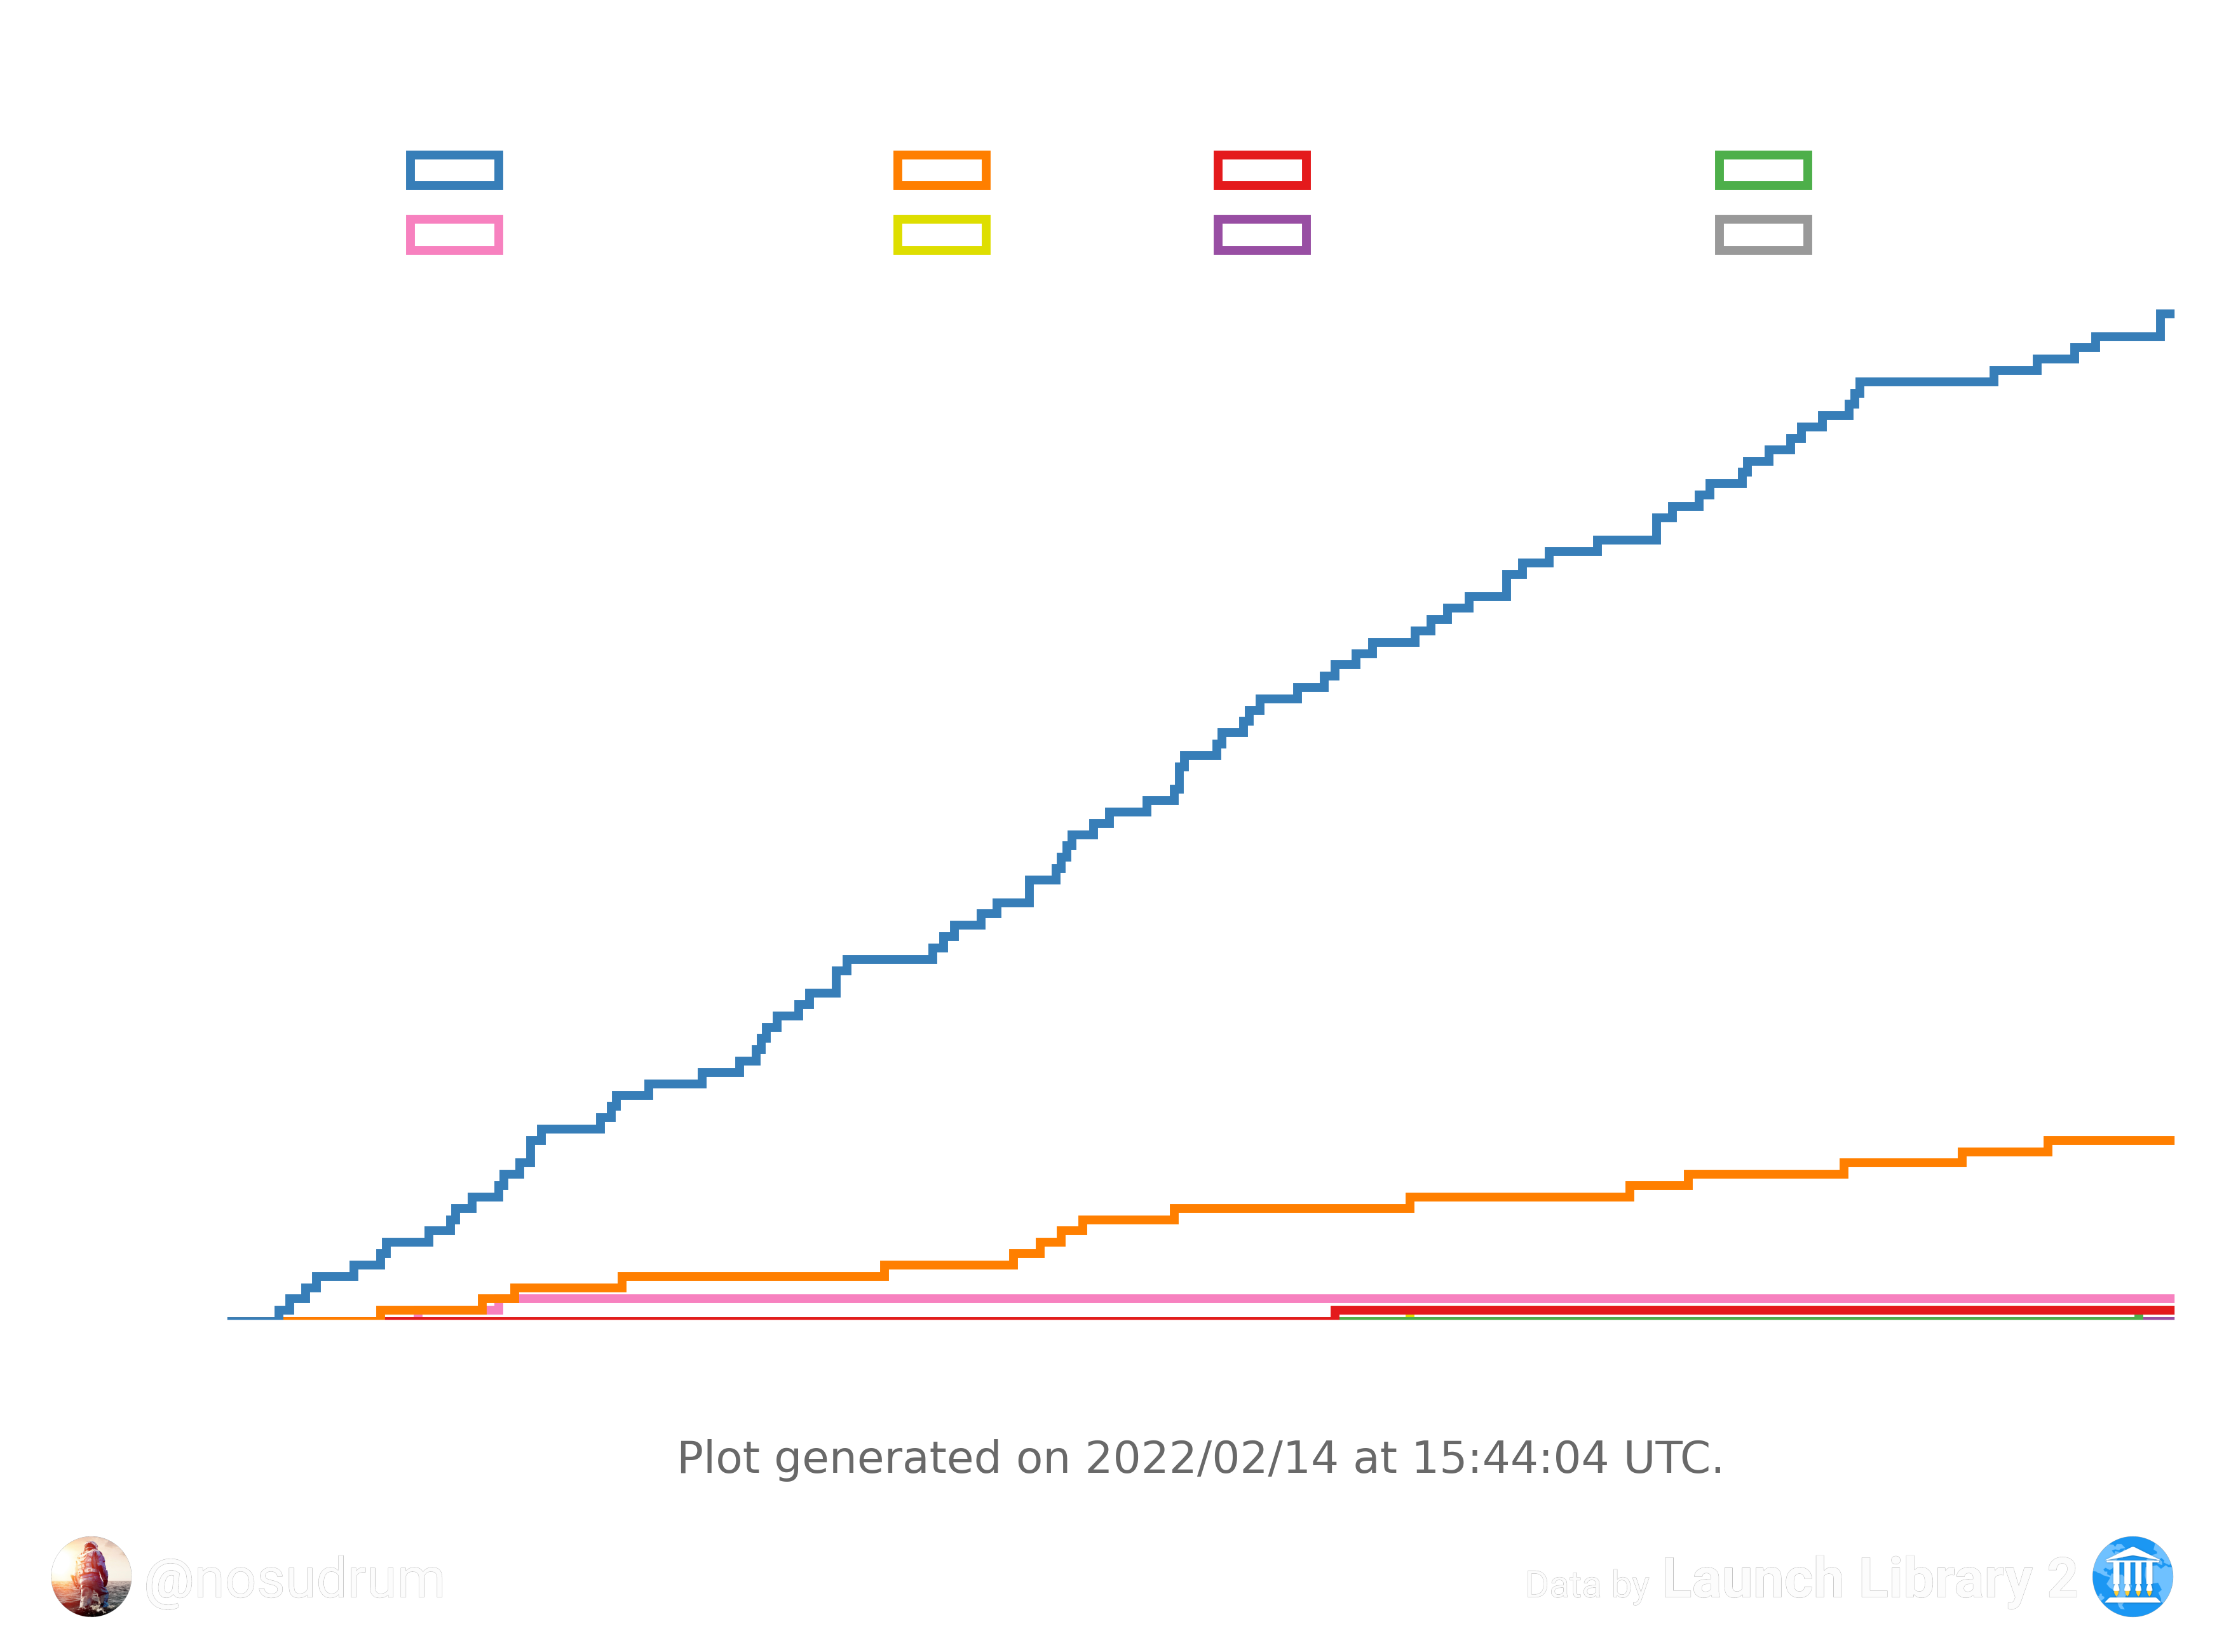 Plot generated on 2022/02/14 at 15:44:04 UTC.
@nosudrum
Data by Launch Library 2